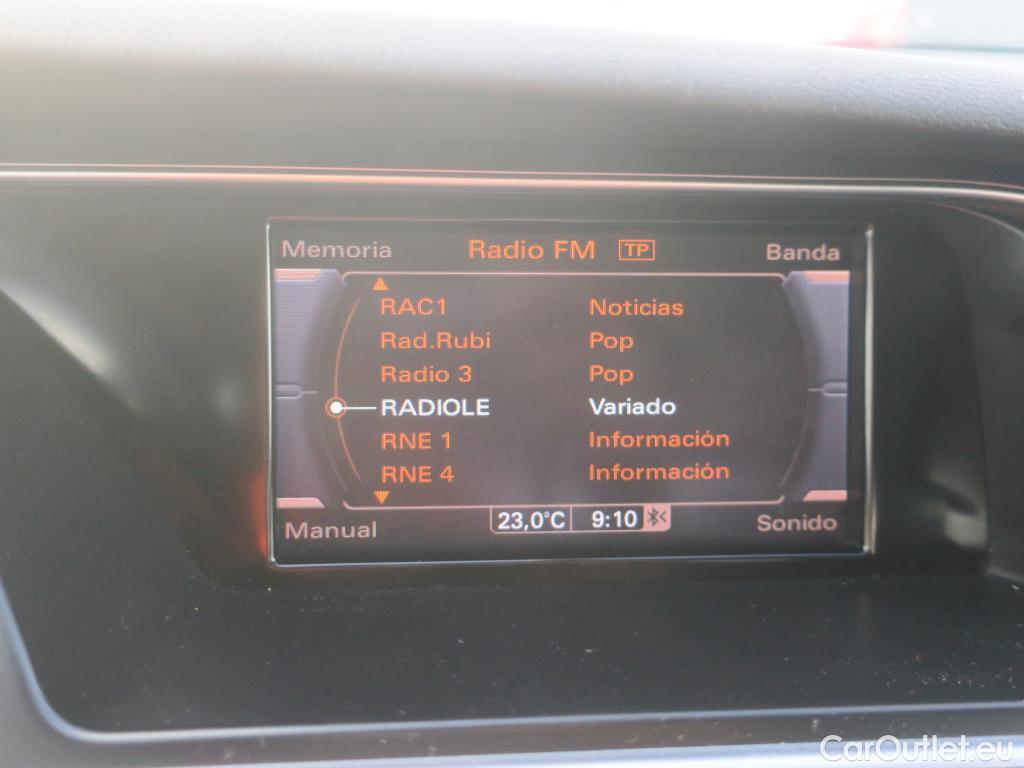 Memoria Radio FM TP Banda
RAC1 Noticias
Rad.Rubi Pop
Radio 3 Pop
RADIOLE Variado
RNE 1 Información
RNE 4 Información
Manual 23,0°C 9:10 Sonido
CarOutlet.eu